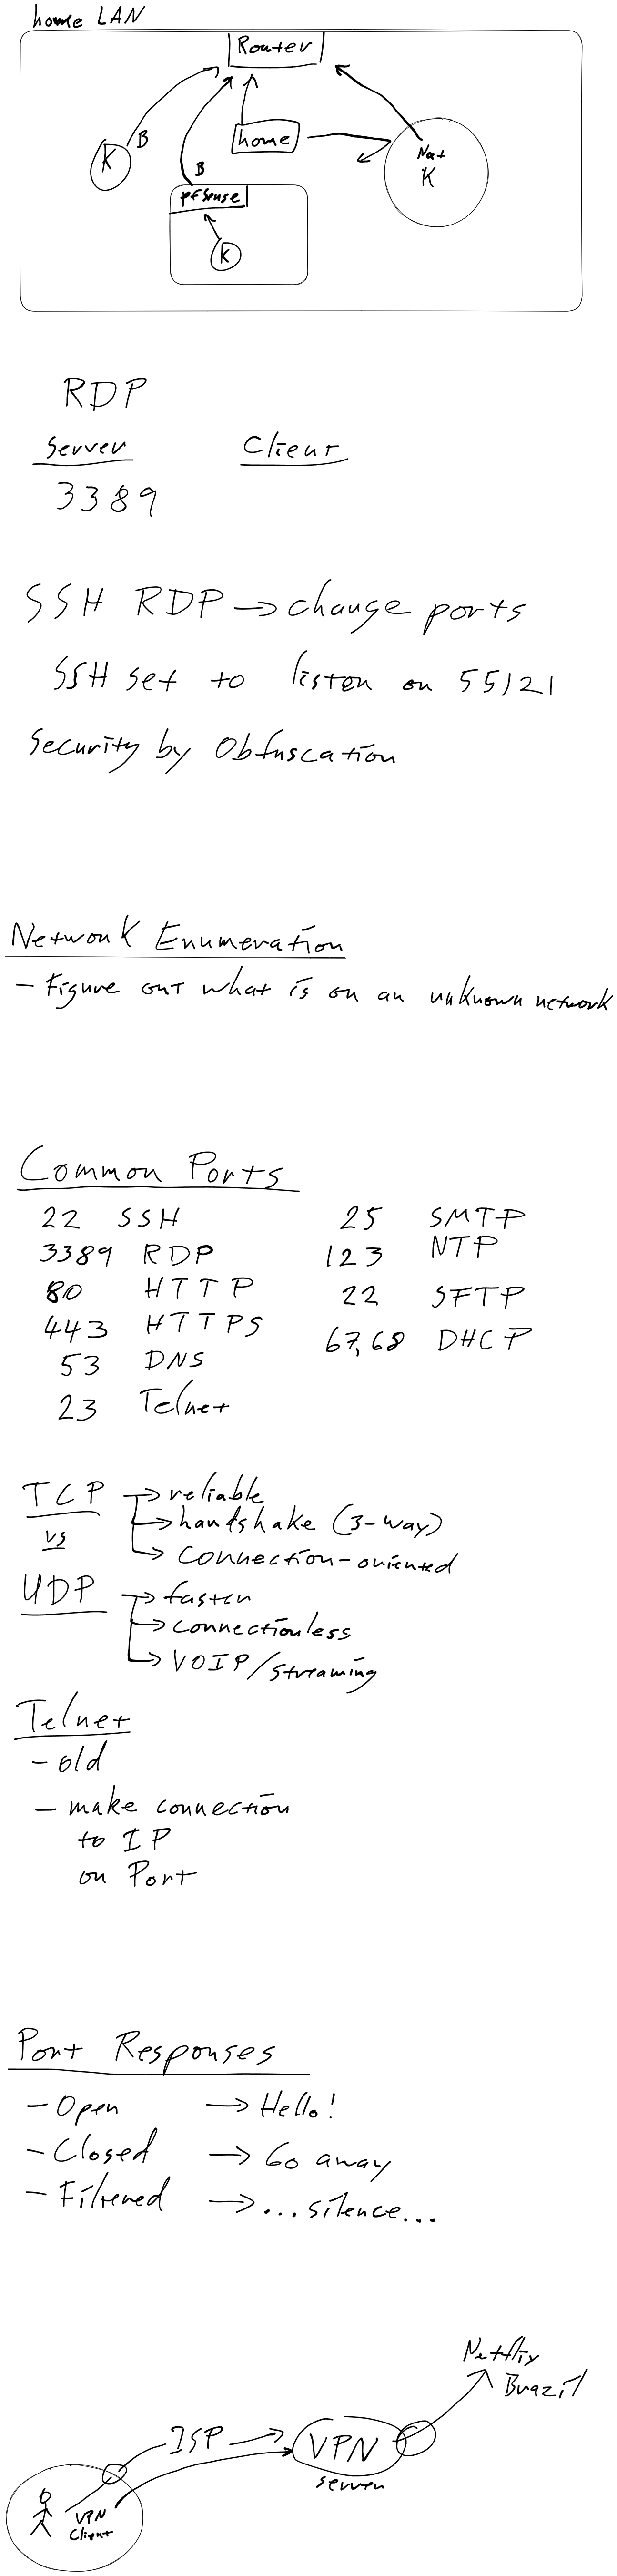 home LAN
Router
B
K
home
Nat
K
B
pfsense
K
RDP
Server Client
3389
SSH RDP → change ports
SSH set to listen on 55121
Security by Obfuscation
Network Enumeration
- Figure out what is on an unknown network
Common Ports
22 SSH 25 SMTP
3389 RDP 123 NTP
80 HTTP 22 SFTP
443 HTTPS 67,68 DHCP
53 DNS
23 Telnet
TCP → reliable
→ handshake (3-way)
vs
→ connection-oriented
UDP → faster
→ connectionless
→ VOIP/streaming
Telnet
- old
- make connection
to IP
on Port
Port Responses
- Open → Hello!
- Closed → Go away
- Filtered → ...silence...
Netflix
Brazil
ISP → VPN
server
VPN
Client